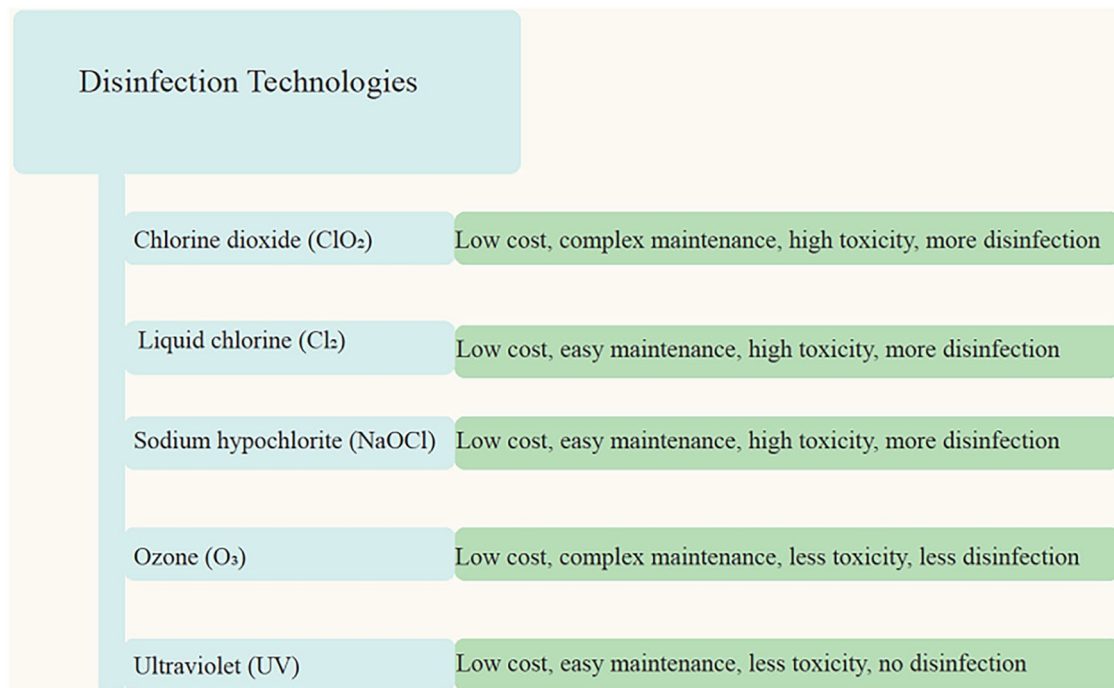 Disinfection Technologies
Chlorine dioxide (ClO₂) Low cost, complex maintenance, high toxicity, more disinfection
Liquid chlorine (Cl₂) Low cost, easy maintenance, high toxicity, more disinfection
Sodium hypochlorite (NaOCl) Low cost, easy maintenance, high toxicity, more disinfection
Ozone (O₃) Low cost, complex maintenance, less toxicity, less disinfection
Ultraviolet (UV) Low cost, easy maintenance, less toxicity, no disinfection